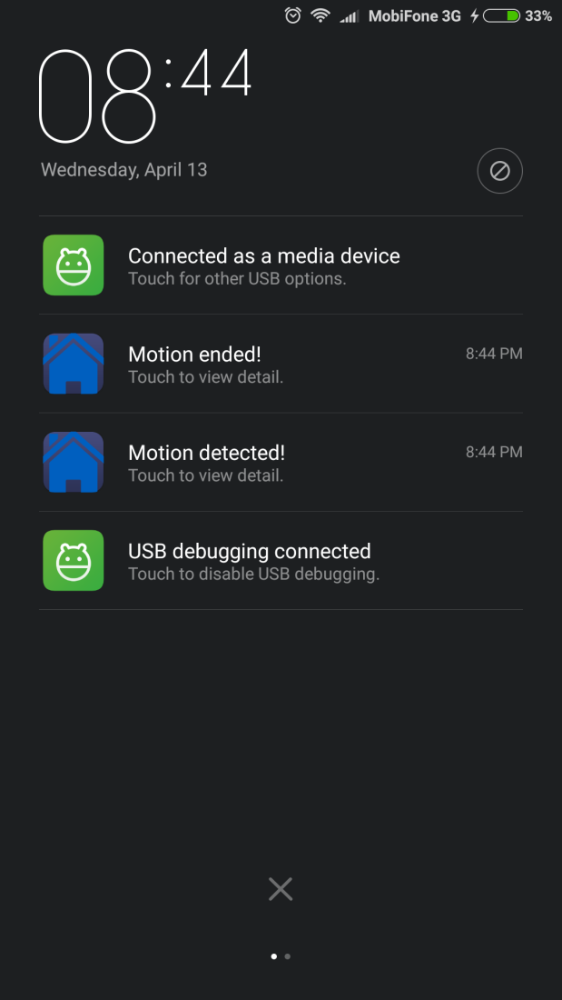 MobiFone 3G 33%
08:44
Wednesday, April 13
Connected as a media device
Touch for other USB options.
Motion ended! 8:44 PM
Touch to view detail.
Motion detected! 8:44 PM
Touch to view detail.
USB debugging connected
Touch to disable USB debugging.